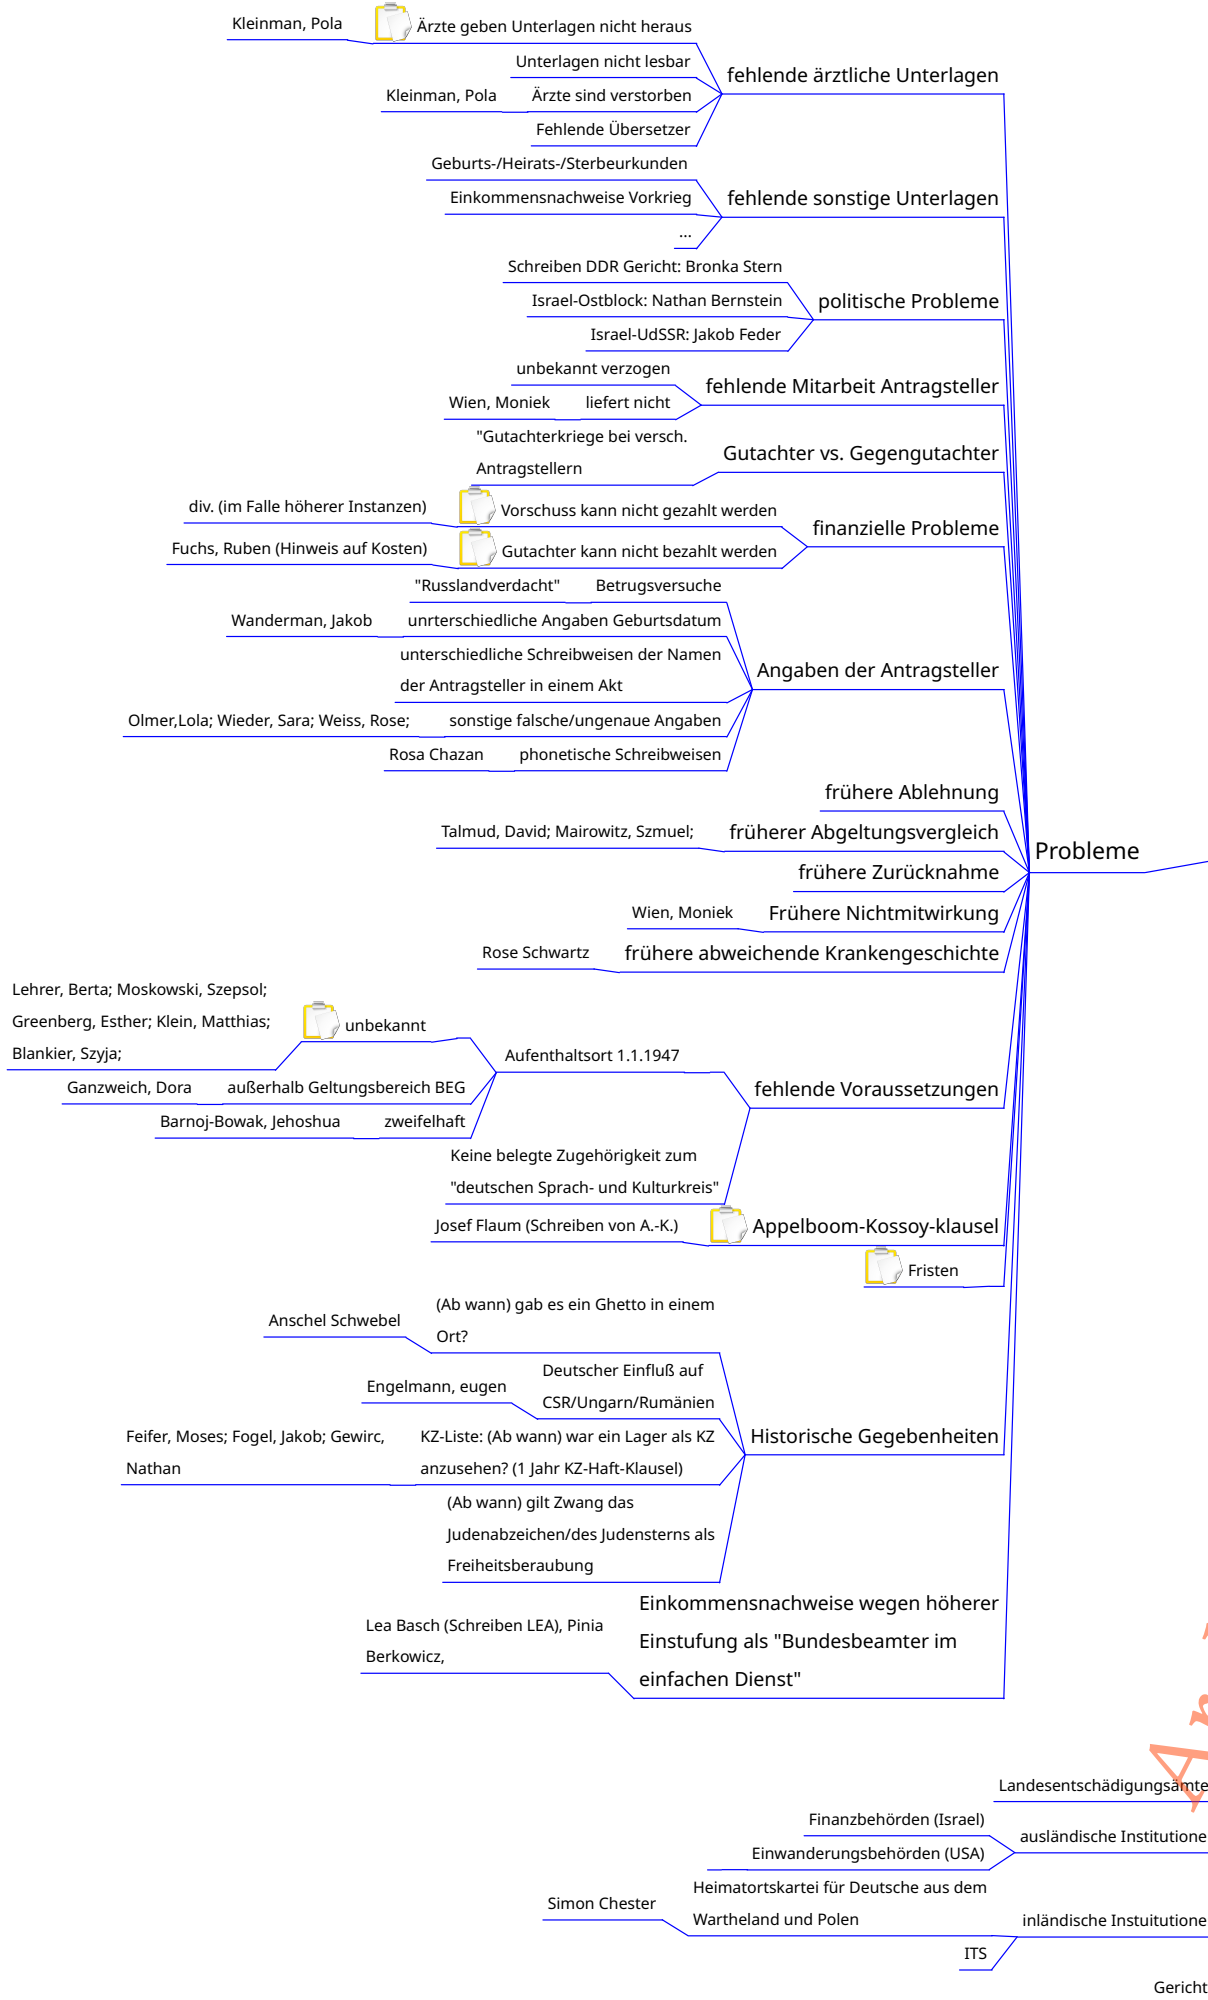 Kleinman, Pola
Ärzte geben Unterlagen nicht heraus
Unterlagen nicht lesbar
fehlende ärztliche Unterlagen
Kleinman, Pola
Ärzte sind verstorben
Fehlende Übersetzer
Geburts-/Heirats-/Sterbeurkunden
Einkommensnachweise Vorkrieg
fehlende sonstige Unterlagen
...
Schreiben DDR Gericht: Bronka Stern
Israel-Ostblock: Nathan Bernstein
politische Probleme
Israel-UdSSR: Jakob Feder
unbekannt verzogen
fehlende Mitarbeit Antragsteller
Wien, Moniek
liefert nicht
"Gutachterkriege bei versch.
Antragstellern
Gutachter vs. Gegengutachter
div. (im Falle höherer Instanzen)
Vorschuss kann nicht gezahlt werden
finanzielle Probleme
Fuchs, Ruben (Hinweis auf Kosten)
Gutachter kann nicht bezahlt werden
"Russlandverdacht"
Betrugsversuche
Wanderman, Jakob
unrterschiedliche Angaben Geburtsdatum
unterschiedliche Schreibweisen der Namen
der Antragsteller in einem Akt
Angaben der Antragsteller
Olmer,Lola; Wieder, Sara; Weiss, Rose;
sonstige falsche/ungenaue Angaben
Rosa Chazan
phonetische Schreibweisen
frühere Ablehnung
Talmud, David; Mairowitz, Szmuel;
früherer Abgeltungsvergleich
Probleme
frühere Zurücknahme
Wien, Moniek
Frühere Nichtmitwirkung
Rose Schwartz
frühere abweichende Krankengeschichte
Lehrer, Berta; Moskowski, Szepsol;
Greenberg, Esther; Klein, Matthias;
Blankier, Szyja;
unbekannt
Aufenthaltsort 1.1.1947
Ganzweich, Dora
außerhalb Geltungsbereich BEG
fehlende Voraussetzungen
Barnoj-Bowak, Jehoshua
zweifelhaft
Keine belegte Zugehörigkeit zum
"deutschen Sprach- und Kulturkreis"
Josef Flaum (Schreiben von A.-K.)
Appelboom-Kossoy-klausel
Fristen
Anschel Schwebel
(Ab wann) gab es ein Ghetto in einem
Ort?
Engelmann, eugen
Deutscher Einfluß auf
CSR/Ungarn/Rumänien
Historische Gegebenheiten
Feifer, Moses; Fogel, Jakob; Gewirc,
Nathan
KZ-Liste: (Ab wann) war ein Lager als KZ
anzusehen? (1 Jahr KZ-Haft-Klausel)
(Ab wann) gilt Zwang das
Judenabzeichen/des Judensterns als
Freiheitsberaubung
Lea Basch (Schreiben LEA), Pinia
Berkowicz,
Einkommensnachweise wegen höherer
Einstufung als "Bundesbeamter im
einfachen Dienst"
Landesentschädigungsämte
Finanzbehörden (Israel)
ausländische Institutione
Einwanderungsbehörden (USA)
Simon Chester
Heimatortskartei für Deutsche aus dem
Wartheland und Polen
inländische Instuitutione
ITS
Gericht